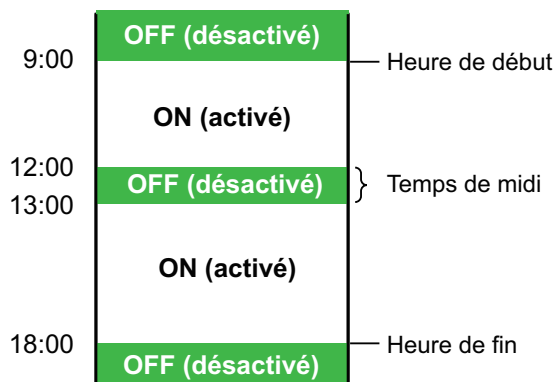 OFF (désactivé)
9:00
Heure de début
ON (activé)
12:00
OFF (désactivé)
Temps de midi
13:00
ON (activé)
18:00
Heure de fin
OFF (désactivé)